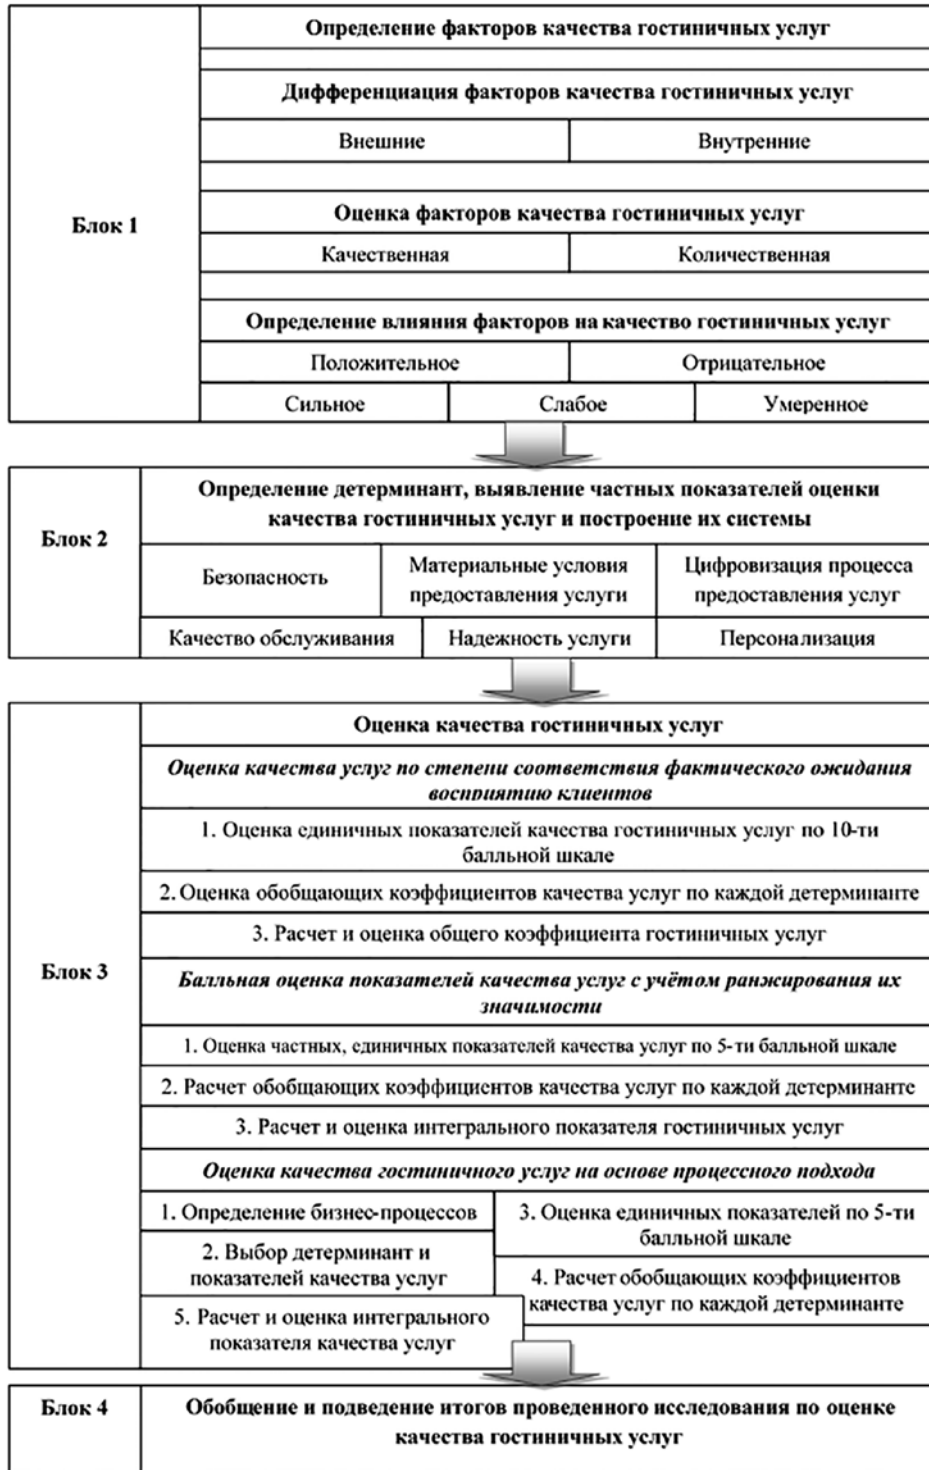 Блок 1
Определение факторов качества гостиничных услуг
Дифференциация факторов качества гостиничных услуг
Внешние
Внутренние
Оценка факторов качества гостиничных услуг
Качественная
Количественная
Определение влияния факторов на качество гостиничных услуг
Положительное
Отрицательное
Сильное
Слабое
Умеренное
Блок 2
Определение детерминант, выявление частных показателей оценки
качества гостиничных услуг и построение их системы
Безопасность
Материальные условия
предоставления услуги
Цифровизация процесса
предоставления услуг
Качество обслуживания
Надежность услуги
Персонализация
Блок 3
Оценка качества гостиничных услуг
Оценка качества услуг по степени соответствия фактического ожидания
восприятию клиентов
1. Оценка единичных показателей качества гостиничных услуг по 10-ти
балльной шкале
2. Оценка обобщающих коэффициентов качества услуг по каждой детерминанте
3. Расчет и оценка общего коэффициента гостиничных услуг
Балльная оценка показателей качества услуг с учётом ранжирования их
значимости
1. Оценка частных, единичных показателей качества услуг по 5-ти балльной шкале
2. Расчет обобщающих коэффициентов качества услуг по каждой детерминанте
3. Расчет и оценка интегрального показателя гостиничных услуг
Оценка качества гостиничного услуг на основе процессного подхода
1. Определение бизнес-процессов
2. Выбор детерминант и
показателей качества услуг
3. Оценка единичных показателей по 5-ти
балльной шкале
4. Расчет обобщающих коэффициентов
качества услуг по каждой детерминанте
5. Расчет и оценка интегрального
показателя качества услуг
Блок 4
Обобщение и подведение итогов проведенного исследования по оценке
качества гостиничных услуг